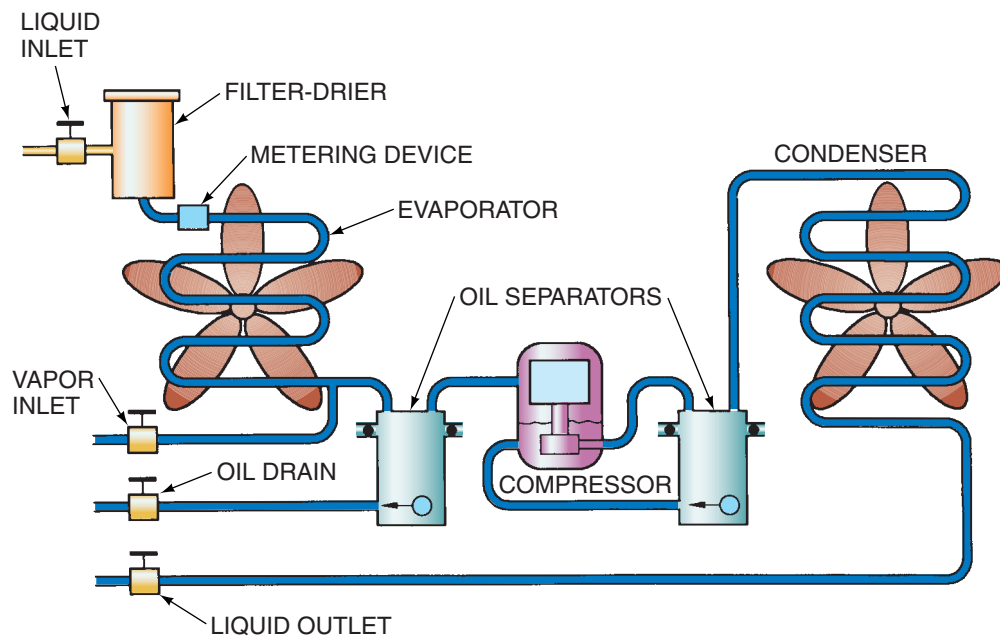 LIQUID
INLET
FILTER-DRIER
METERING DEVICE
CONDENSER
EVAPORATOR
OIL SEPARATORS
VAPOR
INLET
OIL DRAIN
COMPRESSOR
LIQUID OUTLET